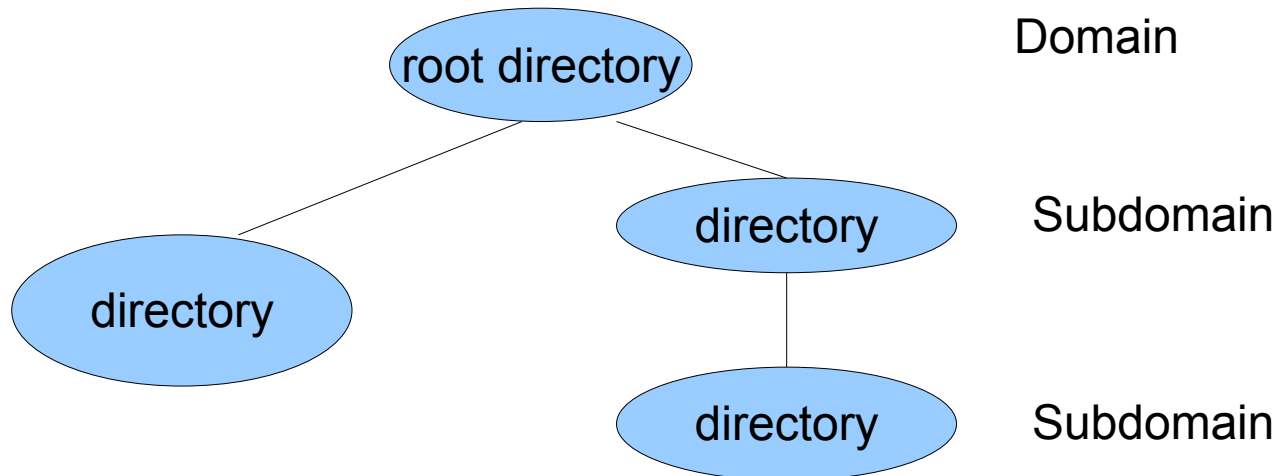 Domain
root directory
directory
Subdomain
directory
directory
Subdomain